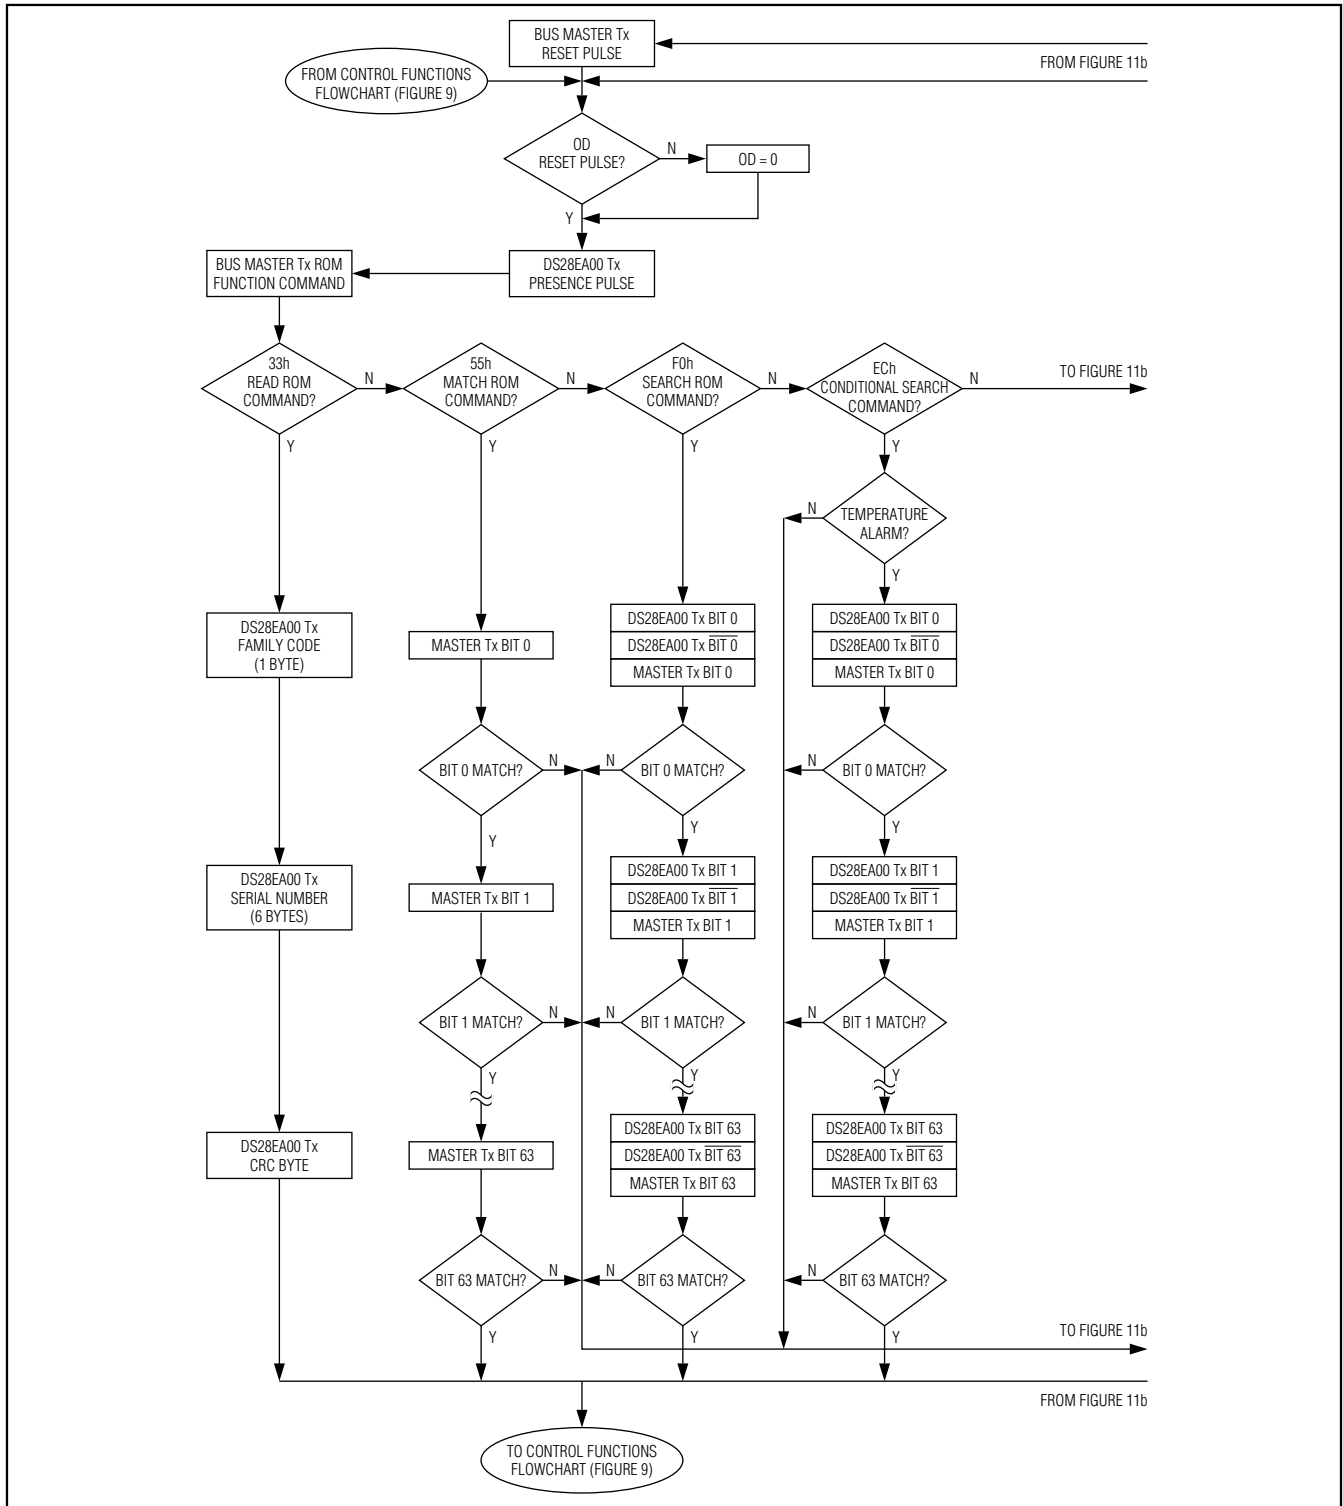 BUS MASTER Tx
RESET PULSE
FROM FIGURE 11b
FROM CONTROL FUNCTIONS
FLOWCHART (FIGURE 9)
OD
RESET PULSE?
N
OD = 0
Y
BUS MASTER Tx ROM
FUNCTION COMMAND
DS28EA00 Tx
PRESENCE PULSE
33h
READ ROM
COMMAND?
N
55h
MATCH ROM
COMMAND?
N
F0h
SEARCH ROM
COMMAND?
N
ECh
CONDITIONAL SEARCH
COMMAND?
N
TO FIGURE 11b
Y
Y
Y
Y
N
TEMPERATURE
ALARM?
Y
DS28EA00 Tx
FAMILY CODE
(1 BYTE)
MASTER Tx BIT 0
DS28EA00 Tx BIT 0
DS28EA00 Tx B̅I̅T̅ ̅0̅
MASTER Tx BIT 0
DS28EA00 Tx BIT 0
DS28EA00 Tx B̅I̅T̅ ̅0̅
MASTER Tx BIT 0
BIT 0 MATCH?
N
N
BIT 0 MATCH?
N
BIT 0 MATCH?
Y
Y
Y
DS28EA00 Tx
SERIAL NUMBER
(6 BYTES)
MASTER Tx BIT 1
DS28EA00 Tx BIT 1
DS28EA00 Tx B̅I̅T̅ ̅1̅
MASTER Tx BIT 1
DS28EA00 Tx BIT 1
DS28EA00 Tx B̅I̅T̅ ̅1̅
MASTER Tx BIT 1
BIT 1 MATCH?
N
N
BIT 1 MATCH?
N
BIT 1 MATCH?
Y
Y
Y
DS28EA00 Tx
CRC BYTE
MASTER Tx BIT 63
DS28EA00 Tx BIT 63
DS28EA00 Tx B̅I̅T̅ ̅6̅3̅
MASTER Tx BIT 63
DS28EA00 Tx BIT 63
DS28EA00 Tx B̅I̅T̅ ̅6̅3̅
MASTER Tx BIT 63
BIT 63 MATCH?
N
N
BIT 63 MATCH?
N
BIT 63 MATCH?
Y
Y
Y
TO FIGURE 11b
FROM FIGURE 11b
TO CONTROL FUNCTIONS
FLOWCHART (FIGURE 9)